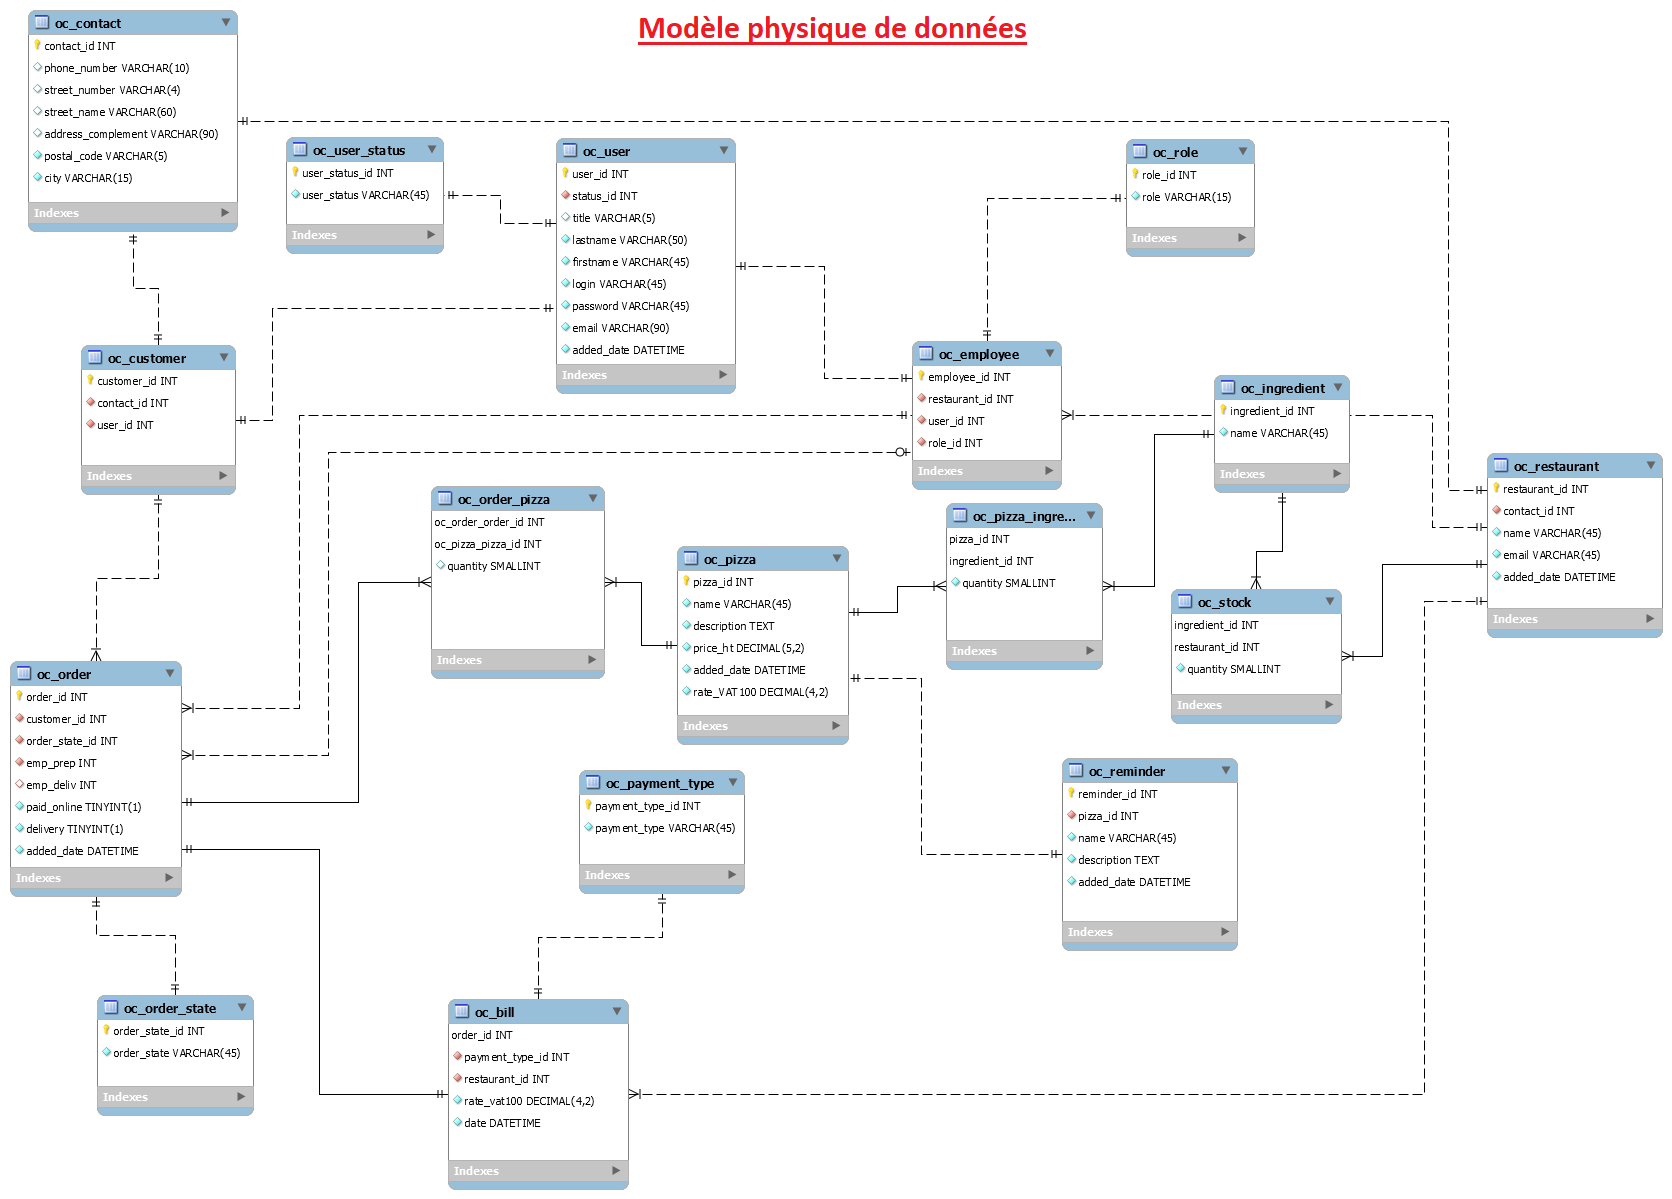 Modèle physique de données
oc_contact
contact_id INT
phone_number VARCHAR(10)
street_number VARCHAR(4)
street_name VARCHAR(60)
address_complement VARCHAR(90)
postal_code VARCHAR(5)
city VARCHAR(15)
Indexes
oc_user_status
user_status_id INT
user_status VARCHAR(45)
Indexes
oc_user
user_id INT
status_id INT
title VARCHAR(5)
lastname VARCHAR(50)
firstname VARCHAR(45)
login VARCHAR(45)
password VARCHAR(45)
email VARCHAR(90)
added_date DATETIME
Indexes
oc_role
role_id INT
role VARCHAR(15)
Indexes
oc_customer
customer_id INT
contact_id INT
user_id INT
Indexes
oc_employee
employee_id INT
restaurant_id INT
user_id INT
role_id INT
Indexes
oc_ingredient
ingredient_id INT
name VARCHAR(45)
Indexes
oc_restaurant
restaurant_id INT
contact_id INT
name VARCHAR(45)
email VARCHAR(45)
added_date DATETIME
Indexes
oc_order_pizza
oc_order_order_id INT
oc_pizza_pizza_id INT
quantity SMALLINT
Indexes
oc_pizza
pizza_id INT
name VARCHAR(45)
description TEXT
price_ht DECIMAL(5,2)
added_date DATETIME
rate_VAT100 DECIMAL(4,2)
Indexes
oc_pizza_ingre...
pizza_id INT
ingredient_id INT
quantity SMALLINT
Indexes
oc_stock
ingredient_id INT
restaurant_id INT
quantity SMALLINT
Indexes
oc_order
order_id INT
customer_id INT
order_state_id INT
emp_prep INT
emp_deliv INT
paid_online TINYINT(1)
delivery TINYINT(1)
added_date DATETIME
Indexes
oc_payment_type
payment_type_id INT
payment_type VARCHAR(45)
Indexes
oc_reminder
reminder_id INT
pizza_id INT
name VARCHAR(45)
description TEXT
added_date DATETIME
Indexes
oc_order_state
order_state_id INT
order_state VARCHAR(45)
Indexes
oc_bill
order_id INT
payment_type_id INT
restaurant_id INT
rate_vat100 DECIMAL(4,2)
date DATETIME
Indexes